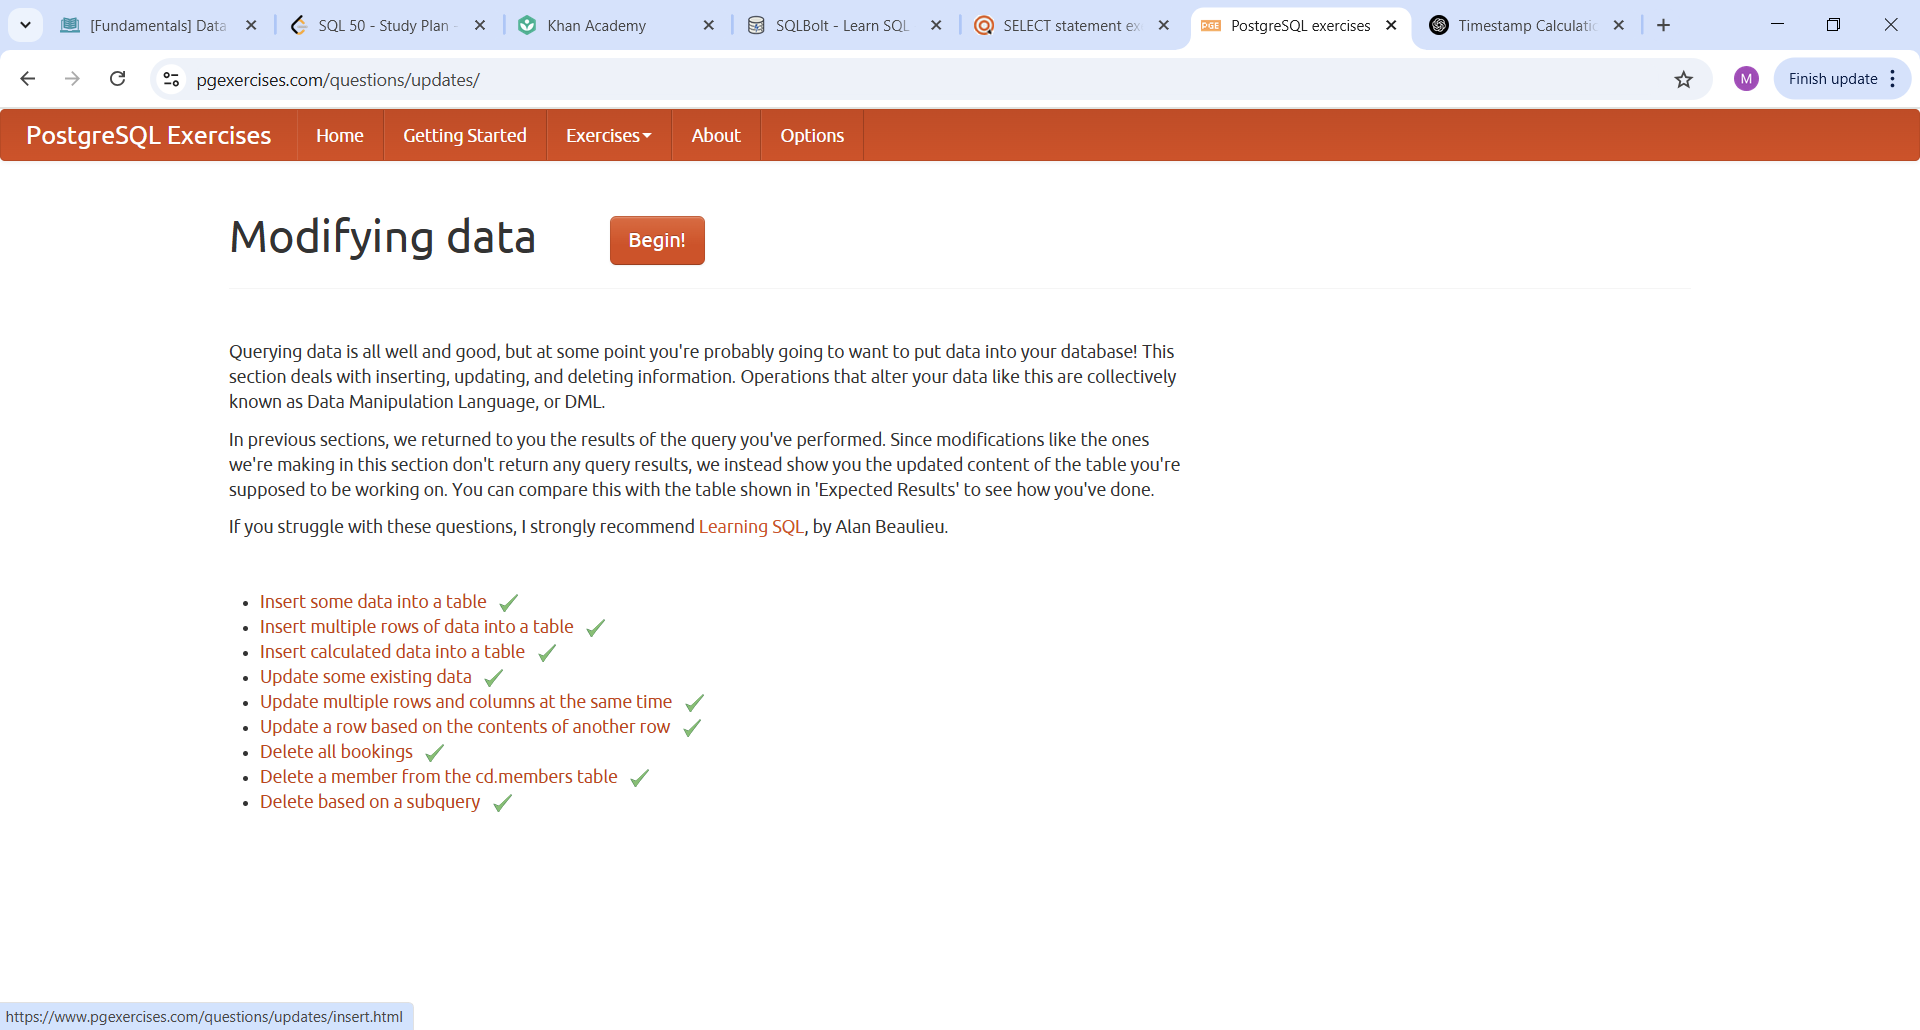 [Fundamentals] Data
SQL 50 - Study Plan -
Khan Academy
SQLBolt - Learn SQL
SELECT statement ex
PGE
PostgreSQL exercises
Timestamp Calculatic
pgexercises.com/questions/updates/
M
Finish update
PostgreSQL Exercises
Home
Getting Started
Exercises
About
Options
Modifying data
Begin!
Querying data is all well and good, but at some point you're probably going to want to put data into your database! This
section deals with inserting, updating, and deleting information. Operations that alter your data like this are collectively
known as Data Manipulation Language, or DML.
In previous sections, we returned to you the results of the query you've performed. Since modifications like the ones
we're making in this section don't return any query results, we instead show you the updated content of the table you're
supposed to be working on. You can compare this with the table shown in 'Expected Results' to see how you've done.
If you struggle with these questions, I strongly recommend Learning SQL, by Alan Beaulieu.
• Insert some data into a table
• Insert multiple rows of data into a table
• Insert calculated data into a table
• Update some existing data
• Update multiple rows and columns at the same time
• Update a row based on the contents of another row
• Delete all bookings
• Delete a member from the cd.members table
• Delete based on a subquery
https://www.pgexercises.com/questions/updates/insert.html